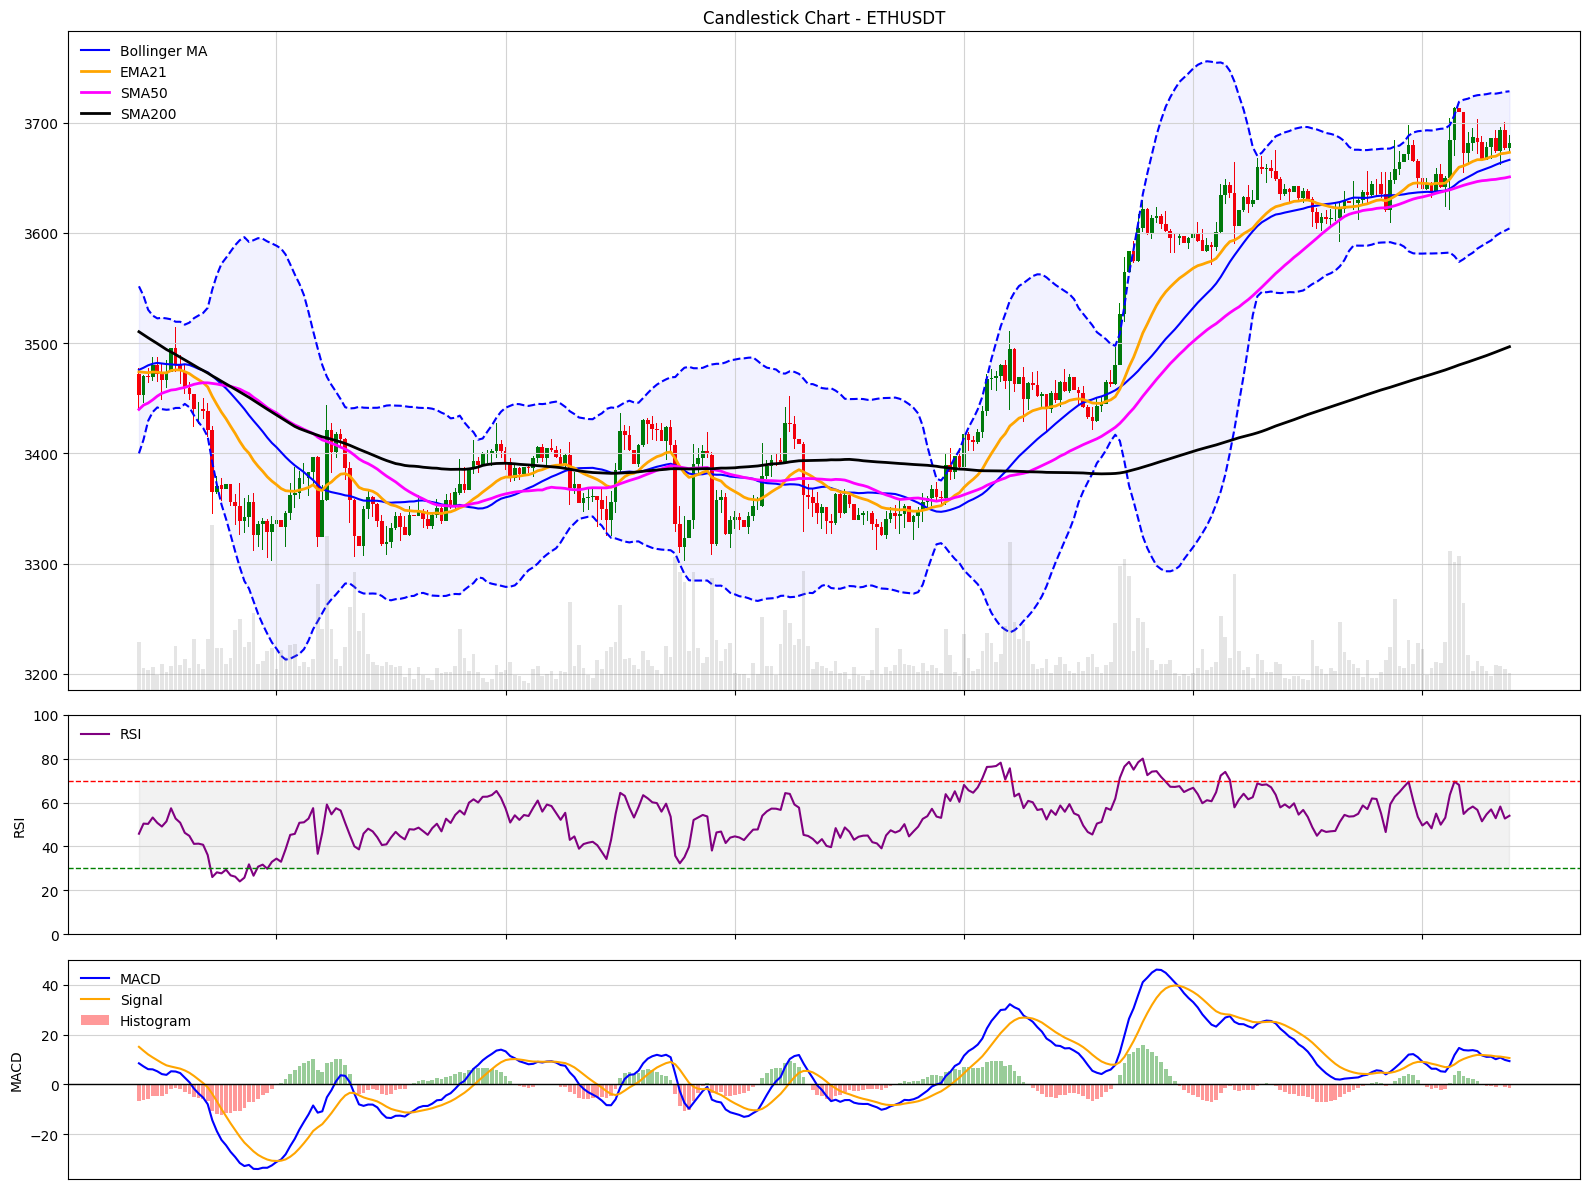 Candlestick Chart - ETHUSDT
Bollinger MA
EMA21
SMA50
SMA200
3700
3600
3500
3400
3300
3200
RSI
100
80
60
40
20
0
RSI
MACD
Signal
Histogram
40
20
0
−20
MACD